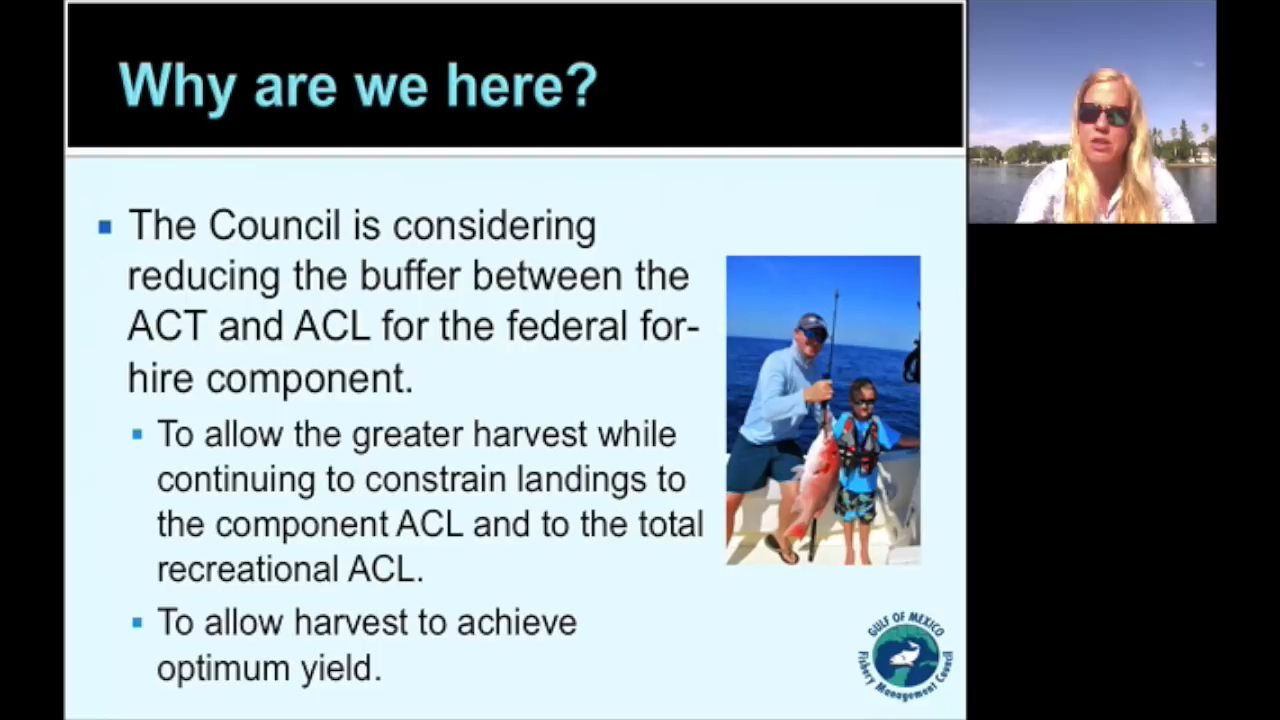 Why are we here?
The Council is considering
reducing the buffer between the
ACT and ACL for the federal for-
hire component.
To allow the greater harvest while
continuing to constrain landings to
the component ACL and to the total
recreational ACL.
To allow harvest to achieve
optimum yield.
GULF OF MEXICO
Fishery Management Council